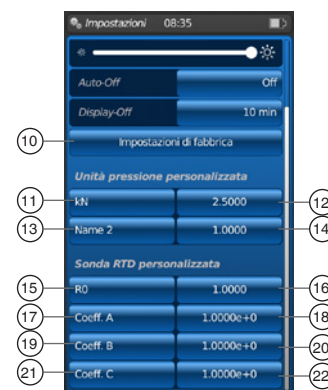 Impostazioni 08:35
Auto-Off Off
Display-Off 10 min
10 Impostazioni di fabbrica
Unità pressione personalizzata
11 kN 2.5000 12
13 Name 2 1.0000 14
Sonda RTD personalizzata
15 R0 1.0000 16
17 Coeff. A 1.0000e+0 18
19 Coeff. B 1.0000e+0 20
21 Coeff. C 1.0000e+0 22